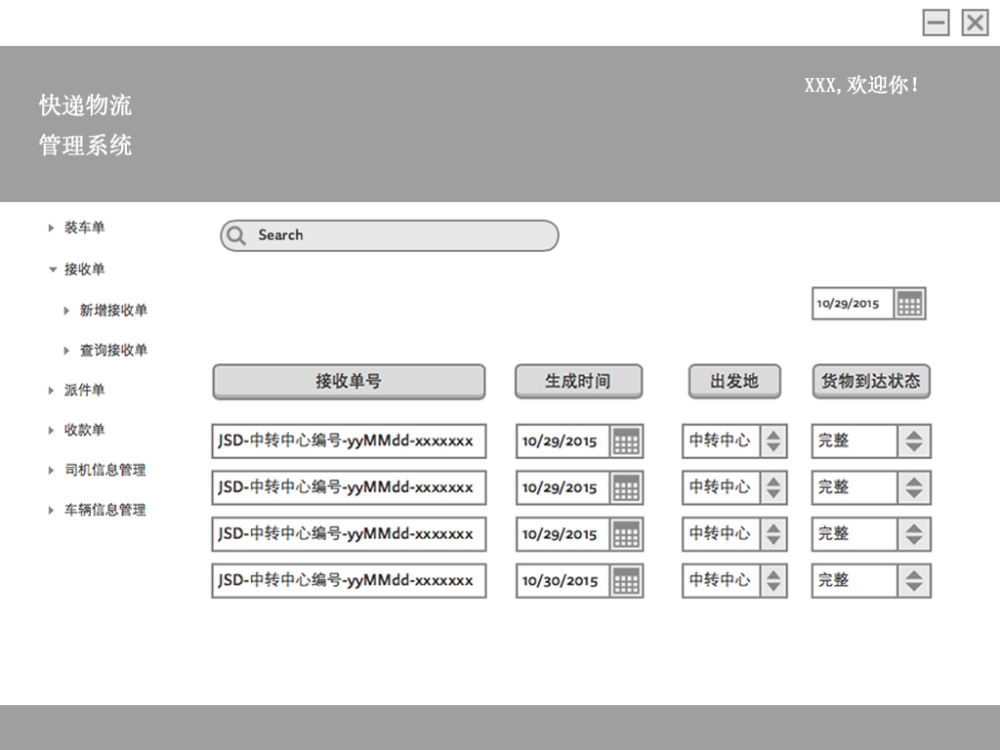 XXX,欢迎你!
快递物流
管理系统
装车单
接收单
新增接收单
查询接收单
派件单
收款单
司机信息管理
车辆信息管理
Search
10/29/2015
接收单号 生成时间 出发地 货物到达状态
JSD-中转中心编号-yyMMdd-xxxxxxx 10/29/2015 中转中心 完整
JSD-中转中心编号-yyMMdd-xxxxxxx 10/29/2015 中转中心 完整
JSD-中转中心编号-yyMMdd-xxxxxxx 10/29/2015 中转中心 完整
JSD-中转中心编号-yyMMdd-xxxxxxx 10/30/2015 中转中心 完整